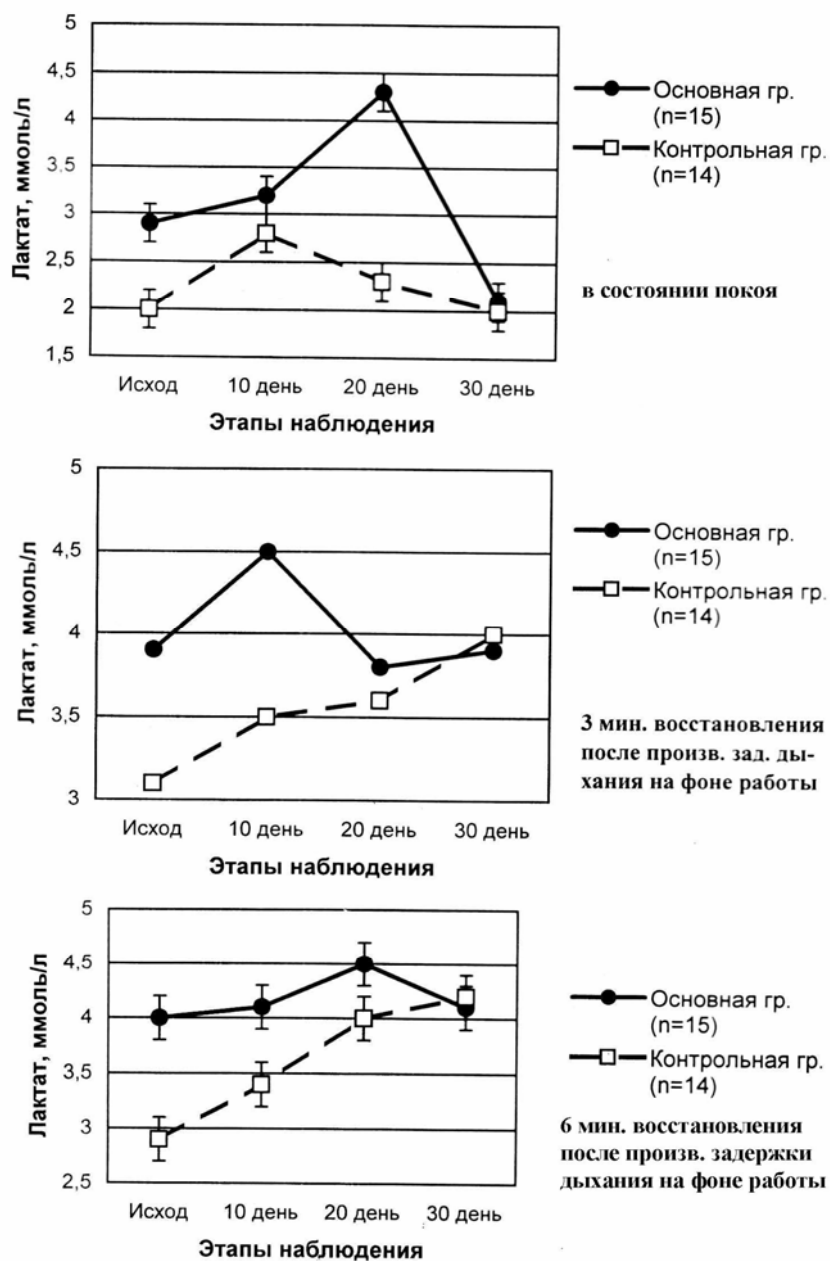 5
4,5
4
3,5
3
2,5
2
1,5
Лактат, ммоль/л
Исход 10 день 20 день 30 день
Этапы наблюдения
Основная гр.
(n=15)
Контрольная гр.
(n=14)
в состоянии покоя
5
4,5
4
3,5
3
Лактат, ммоль/л
Исход 10 день 20 день 30 день
Этапы наблюдения
Основная гр.
(n=15)
Контрольная гр.
(n=14)
3 мин. восстановления
после произв. зад. ды-
хания на фоне работы
5
4,5
4
3,5
3
2,5
Лактат, ммоль/л
Исход 10 день 20 день 30 день
Этапы наблюдения
Основная гр.
(n=15)
Контрольная гр.
(n=14)
6 мин. восстановления
после произв. задержки
дыхания на фоне работы